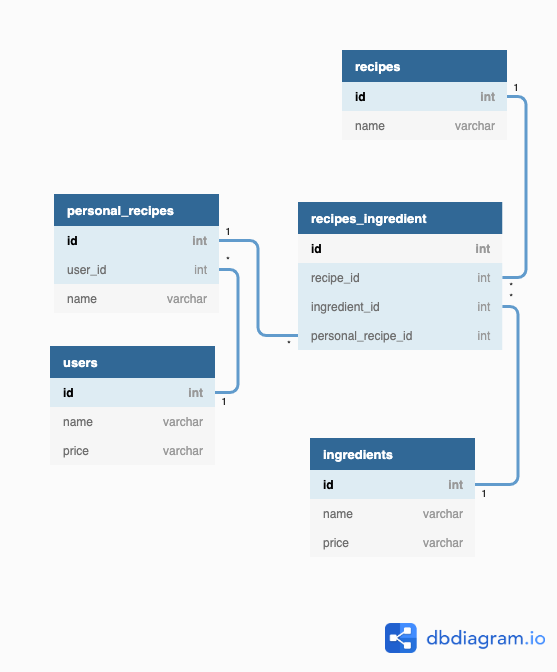 recipes
id int
name varchar
1
personal_recipes
id int
user_id int
name varchar
1
*
recipes_ingredient
id int
recipe_id int
ingredient_id int
personal_recipe_id int
*
*
*
users
id int
name varchar
price varchar
1
ingredients
id int
name varchar
price varchar
1
dbdiagram.io